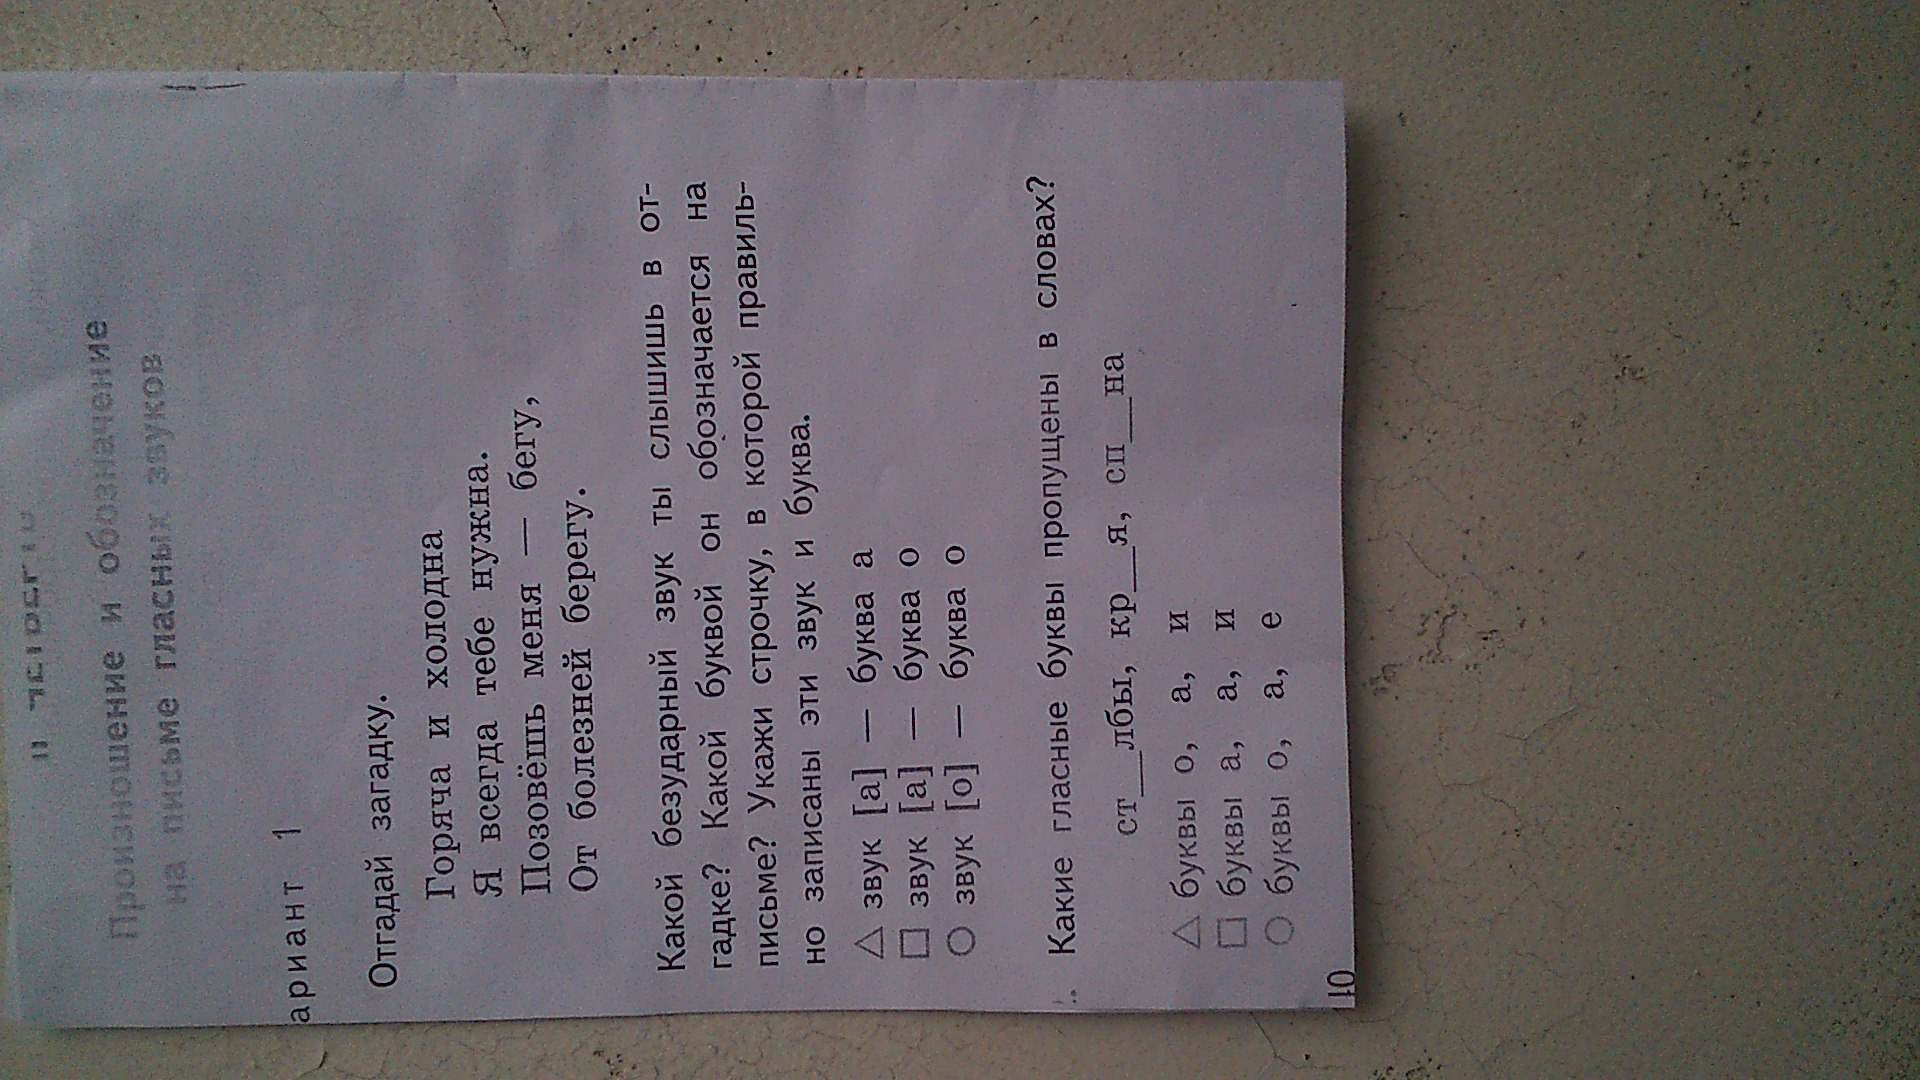 Произношение и обозначение
на письме гласных звуков
ариант 1
Отгадай загадку.
Горяча и холодна
Я всегда тебе нужна.
Позовёшь меня — бегу,
От болезней берегу.
Какой безударный звук ты слышишь в от-
гадке? Какой буквой он обозначается на
письме? Укажи строчку, в которой правиль-
но записаны эти звук и буква.
△ звук [а] — буква а
□ звук [а] — буква о
○ звук [о] — буква о
Какие гласные буквы пропущены в словах?
ст__лбы, кр__я, сп__на
△ буквы о, а, и
□ буквы а, а, и
○ буквы о, а, е
10